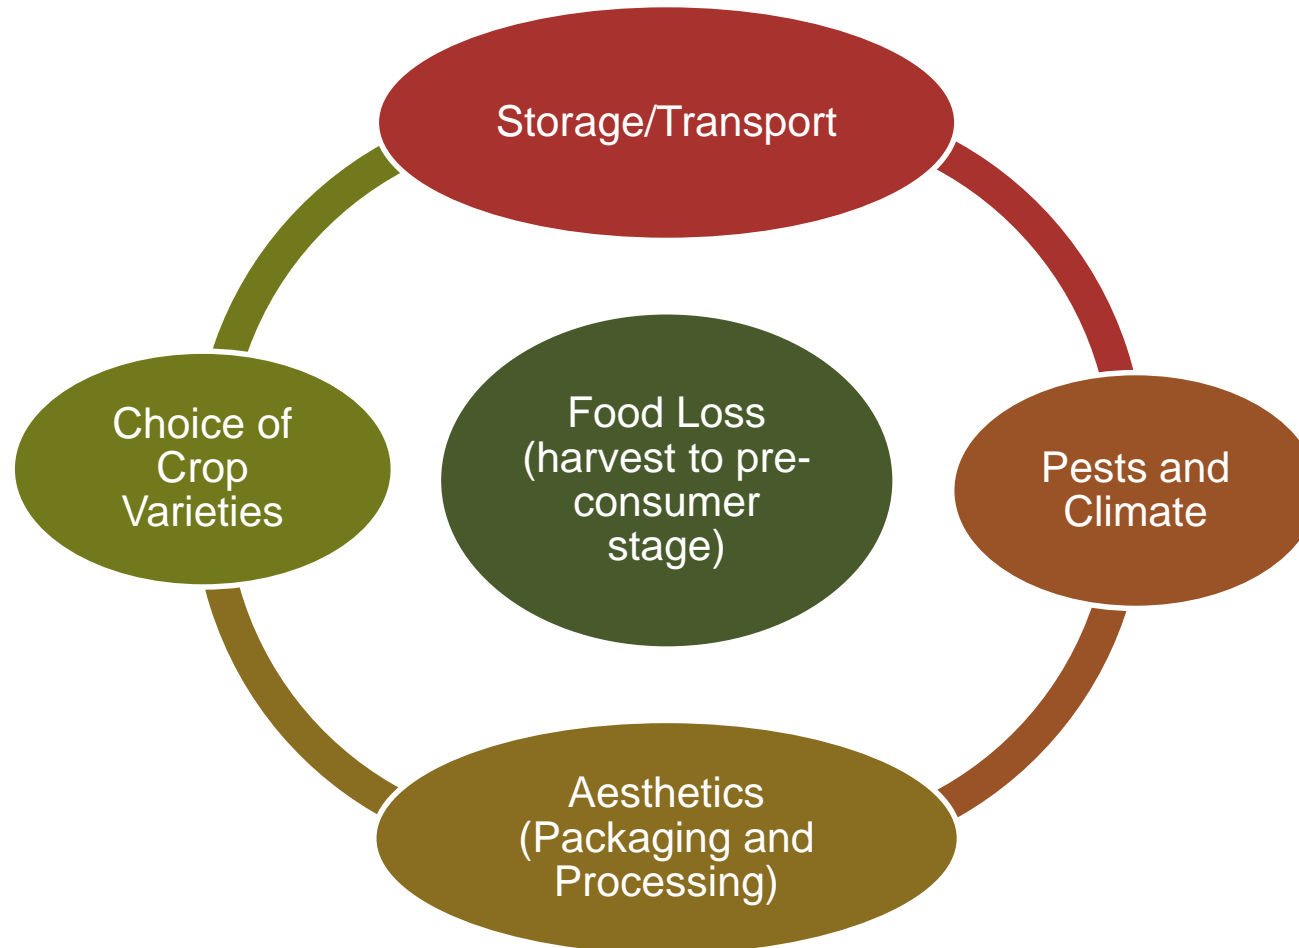 Storage/Transport
Choice of
Crop
Varieties
Food Loss
(harvest to pre-
consumer
stage)
Pests and
Climate
Aesthetics
(Packaging and
Processing)